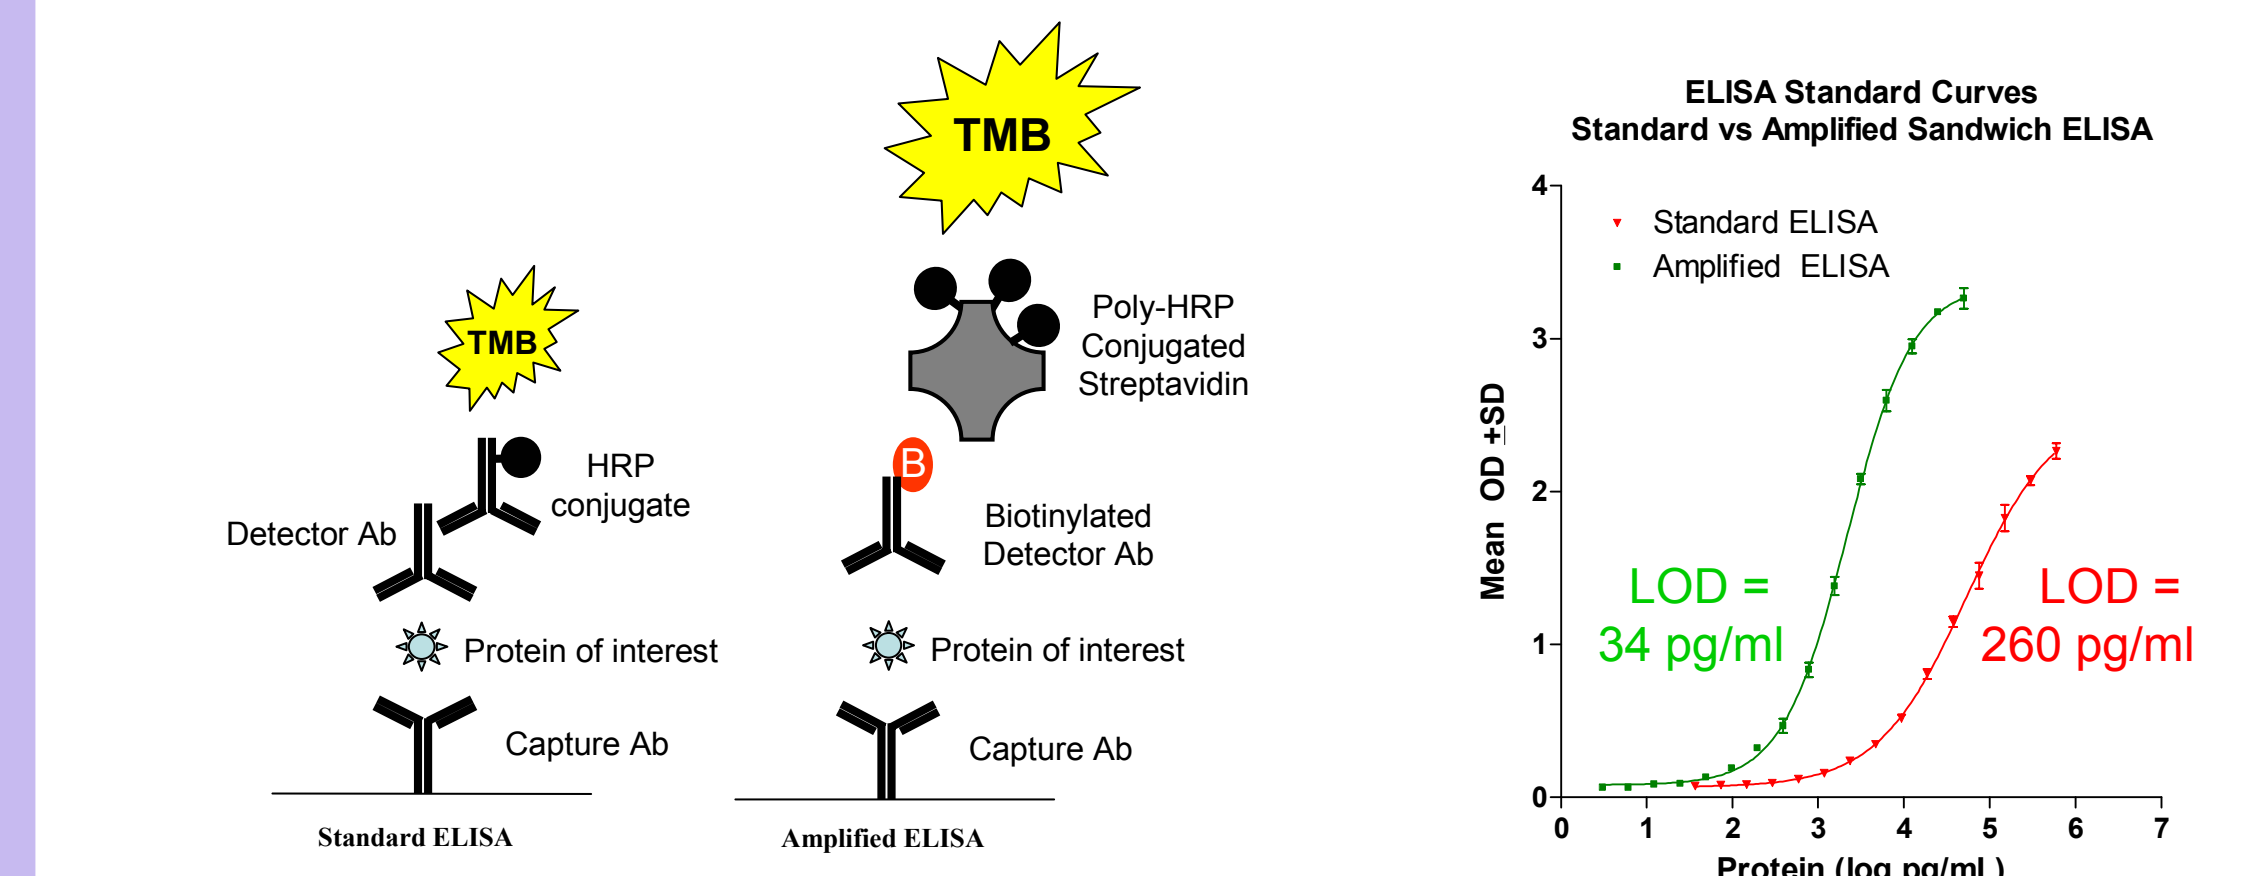 TMB
HRP
conjugate
Detector Ab
Protein of interest
Capture Ab
Standard ELISA
TMB
Poly-HRP
Conjugated
Streptavidin
B
Biotinylated
Detector Ab
Protein of interest
Capture Ab
Amplified ELISA
ELISA Standard Curves
Standard vs Amplified Sandwich ELISA
Standard ELISA
Amplified ELISA
Mean OD ±SD
4
3
2
1
0
LOD =
34 pg/ml
LOD =
260 pg/ml
0 1 2 3 4 5 6 7
Protein (log pg/mL)